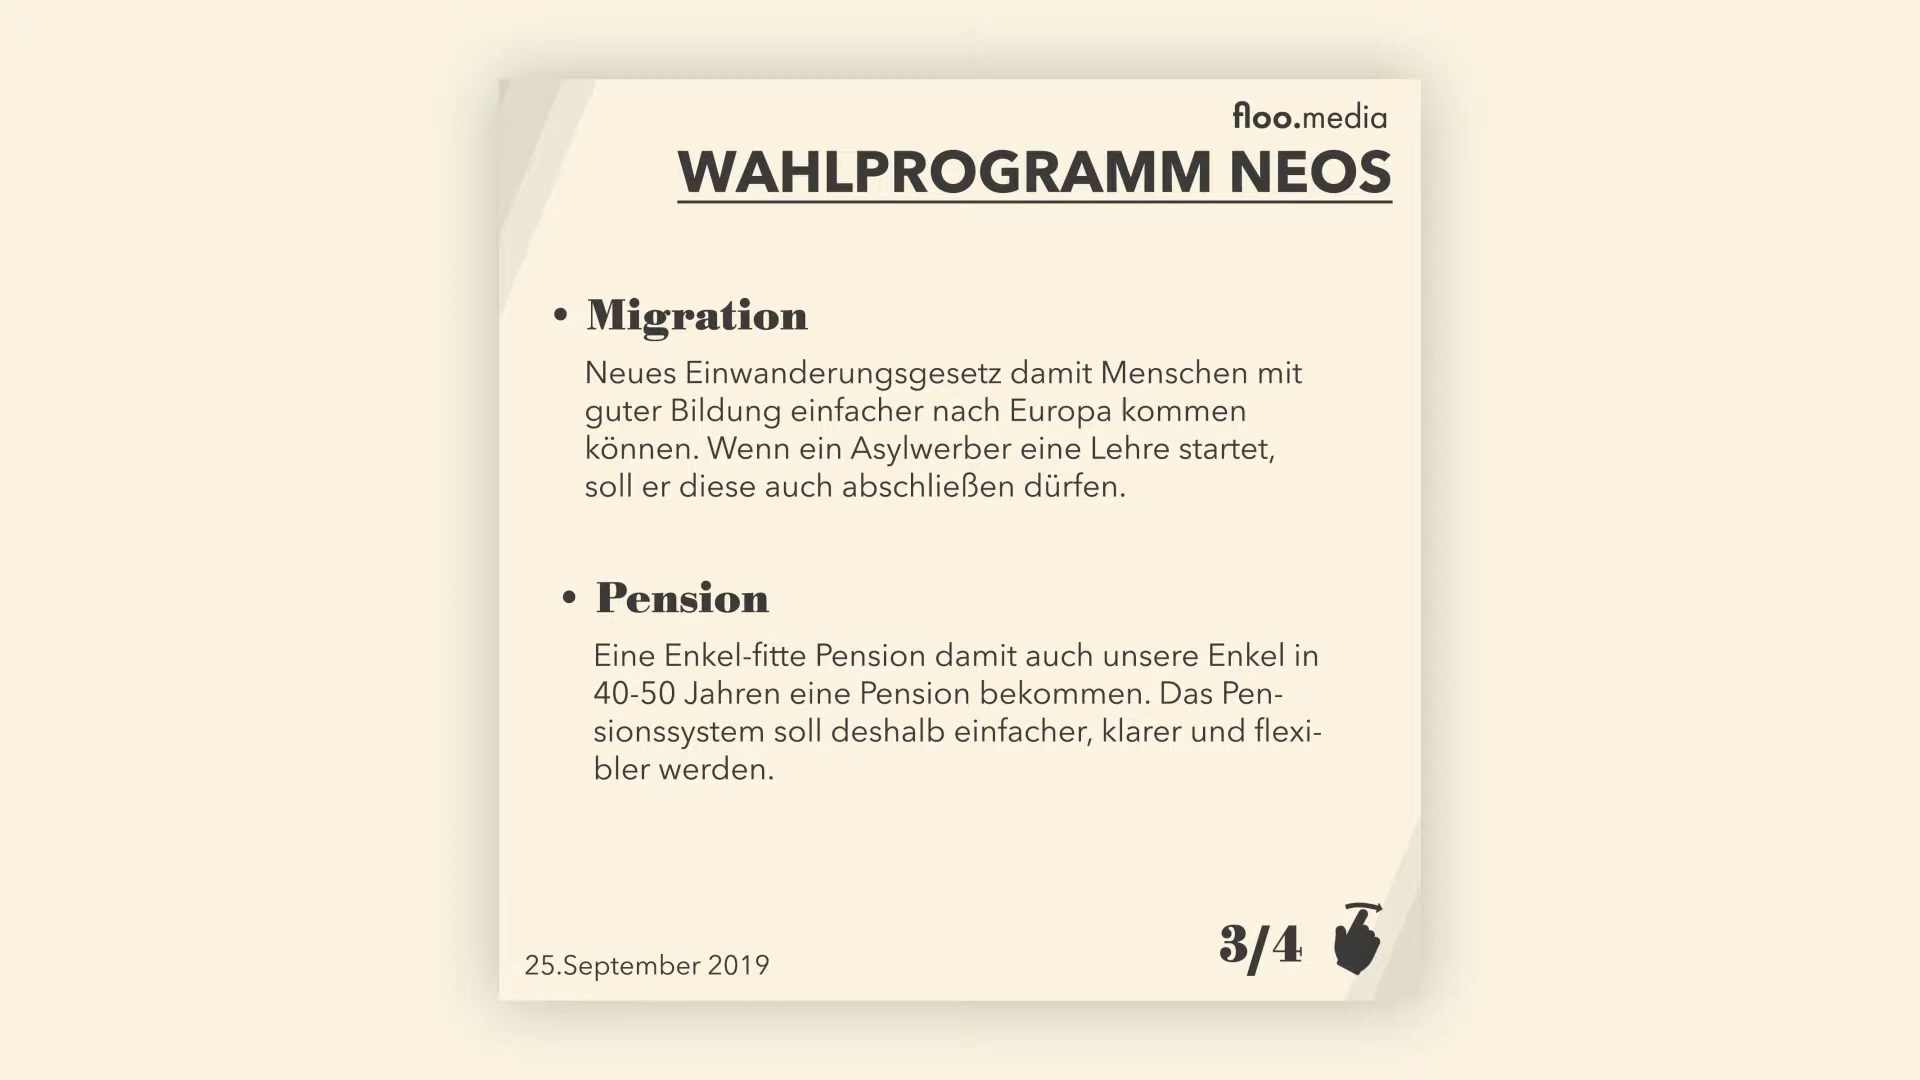 floo.media
WAHLPROGRAMM NEOS
• Migration
Neues Einwanderungsgesetz damit Menschen mit
guter Bildung einfacher nach Europa kommen
können. Wenn ein Asylwerber eine Lehre startet,
soll er diese auch abschließen dürfen.
• Pension
Eine Enkel-fitte Pension damit auch unsere Enkel in
40-50 Jahren eine Pension bekommen. Das Pen-
sionssystem soll deshalb einfacher, klarer und flexi-
bler werden.
3/4
25.September 2019